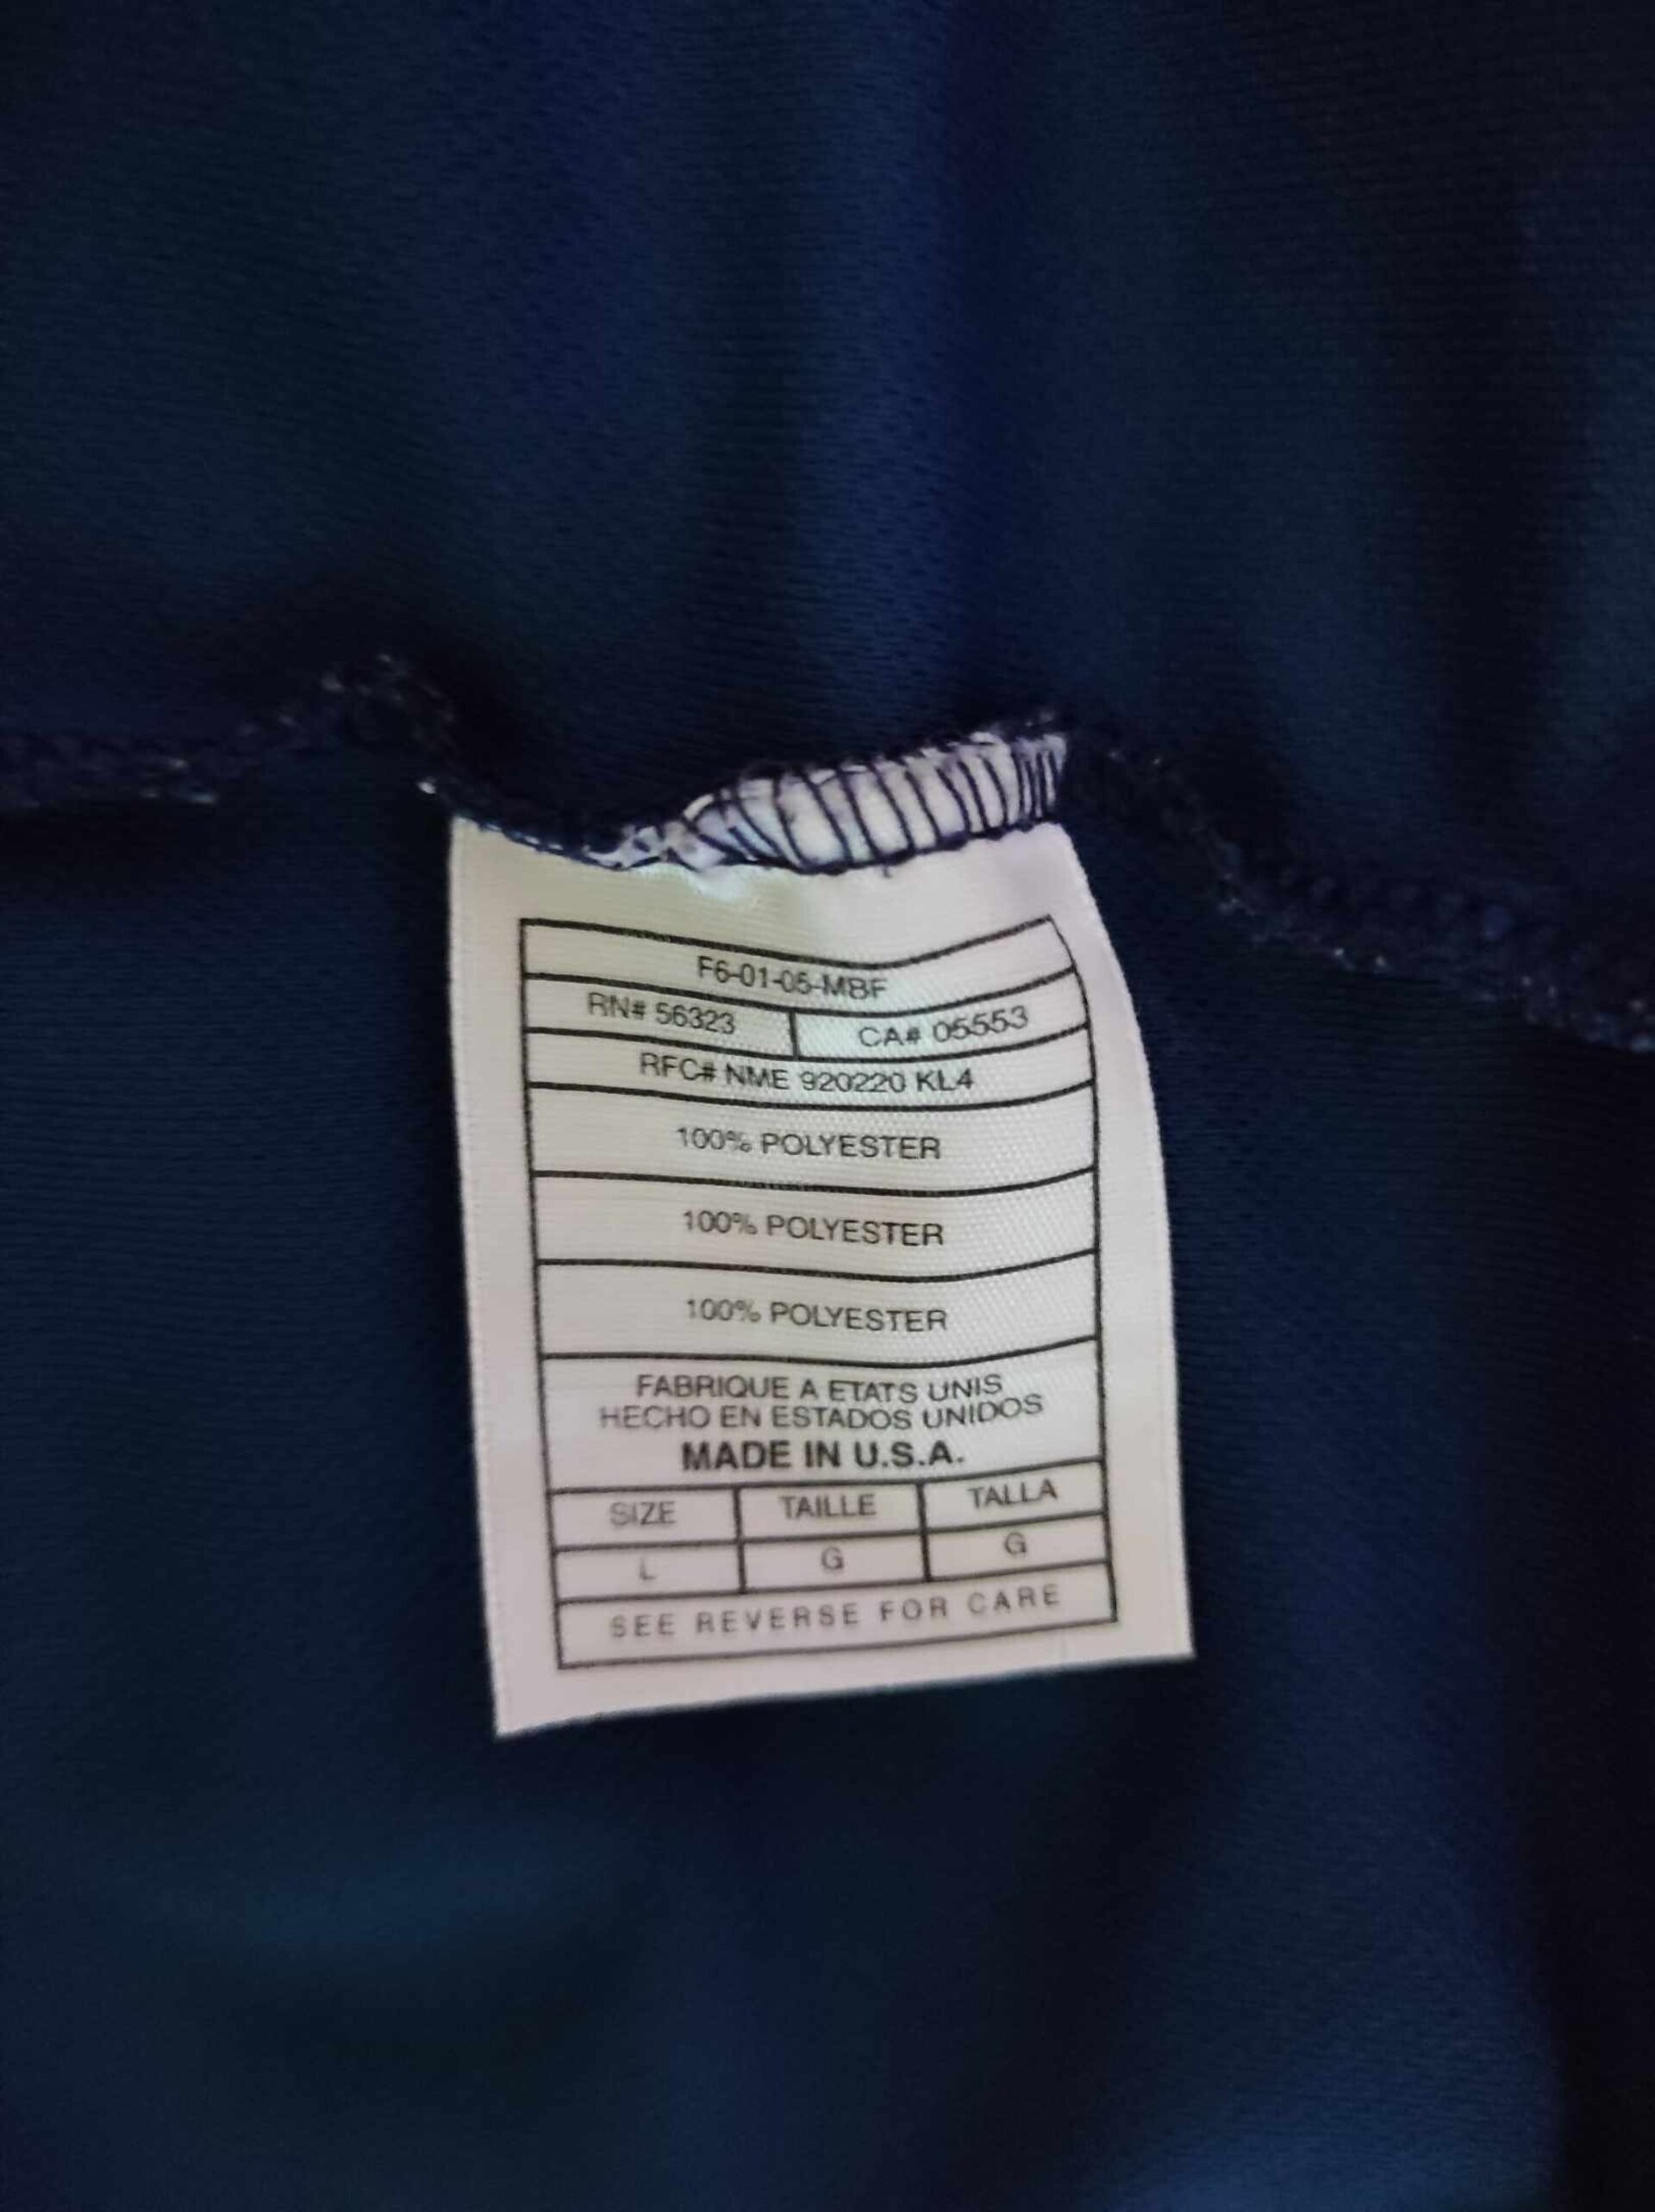 F6-01-05-MBF
RN# 56323 CA# 05553
RFC# NME 920220 KL4
100% POLYESTER
100% POLYESTER
100% POLYESTER
FABRIQUE A ETATS UNIS
HECHO EN ESTADOS UNIDOS
MADE IN U.S.A.
SIZE TAILLE TALLA
L G G
SEE REVERSE FOR CARE